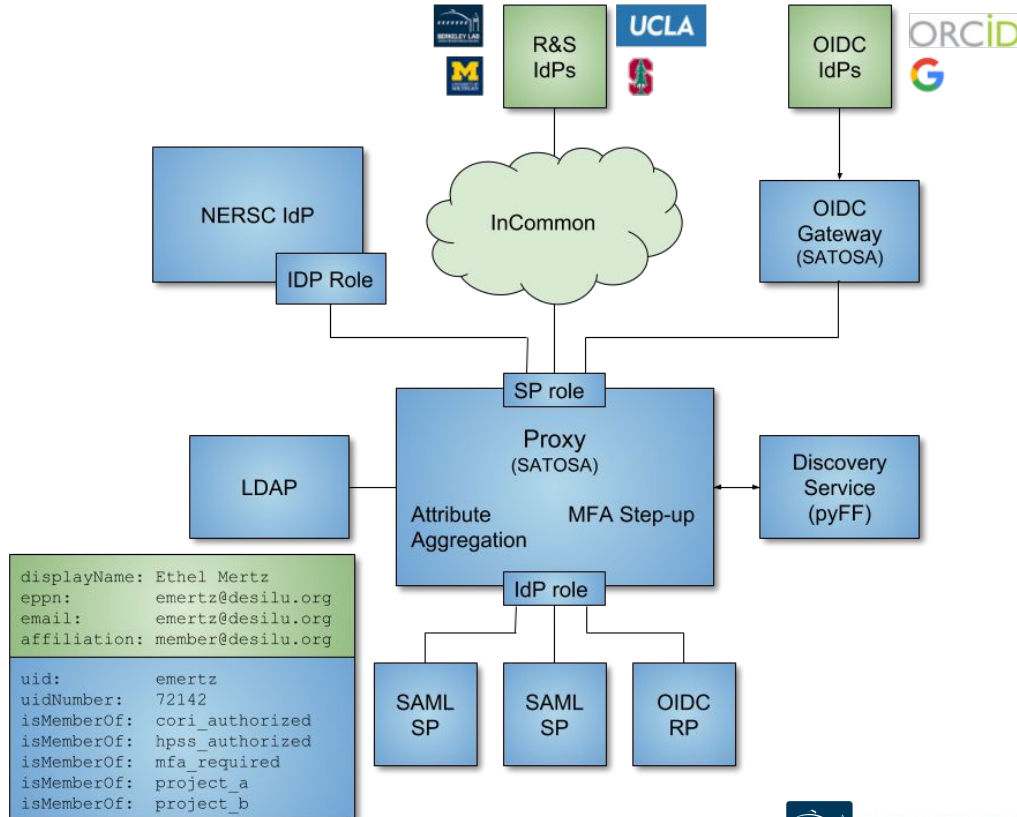 BERKELEY LAB
UCLA
ORCiD
R&S
IdPs
OIDC
IdPs
M
S
G
NERSC IdP
IDP Role
InCommon
OIDC
Gateway
(SATOSA)
SP role
Proxy
(SATOSA)
Attribute
Aggregation
MFA Step-up
LDAP
Discovery
Service
(pyFF)
IdP role
SAML
SP
SAML
SP
OIDC
RP
displayName: Ethel Mertz
eppn: emertz@desilu.org
email: emertz@desilu.org
affiliation: member@desilu.org
uid: emertz
uidNumber: 72142
isMemberOf: cori_authorized
isMemberOf: hpss_authorized
isMemberOf: mfa_required
isMemberOf: project_a
isMemberOf: project_b